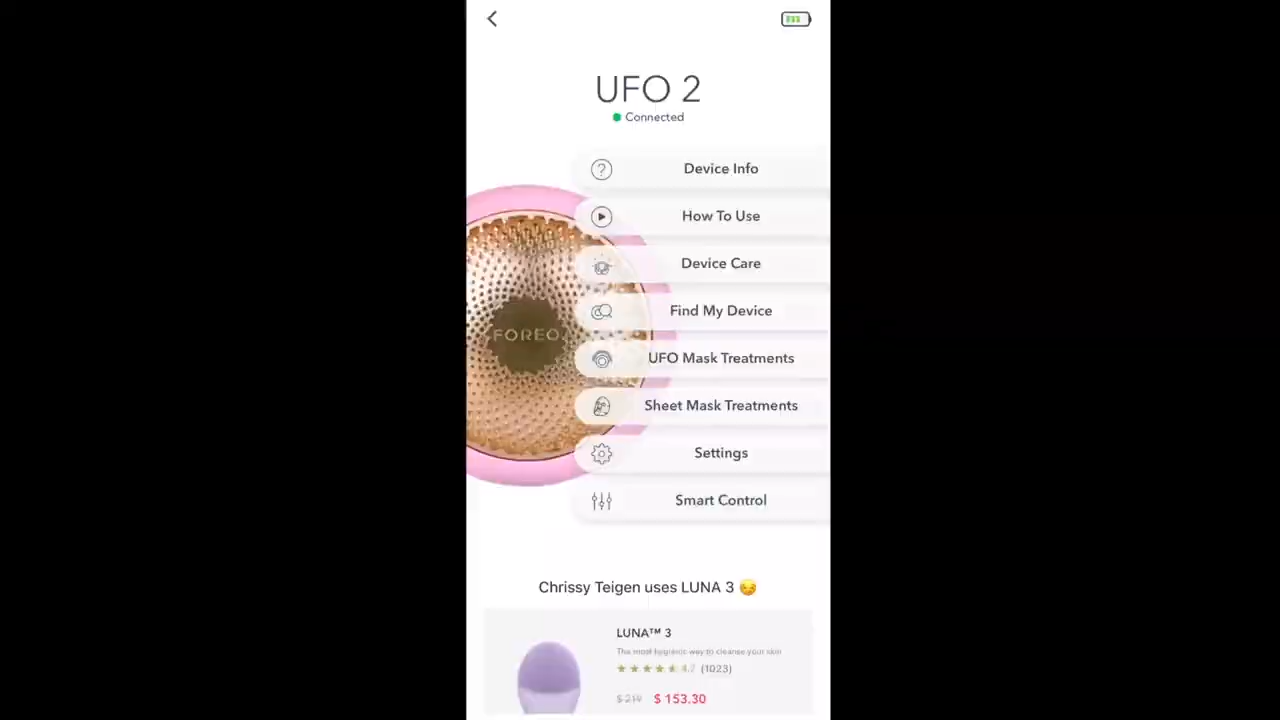 UFO 2
Connected
Device Info
How To Use
Device Care
FOREO
Find My Device
UFO Mask Treatments
Sheet Mask Treatments
Settings
Smart Control
Chrissy Teigen uses LUNA 3 😏
LUNA™ 3
The most hygienic way to cleanse your skin
4.7 (1023)
$ 219 $ 153.30